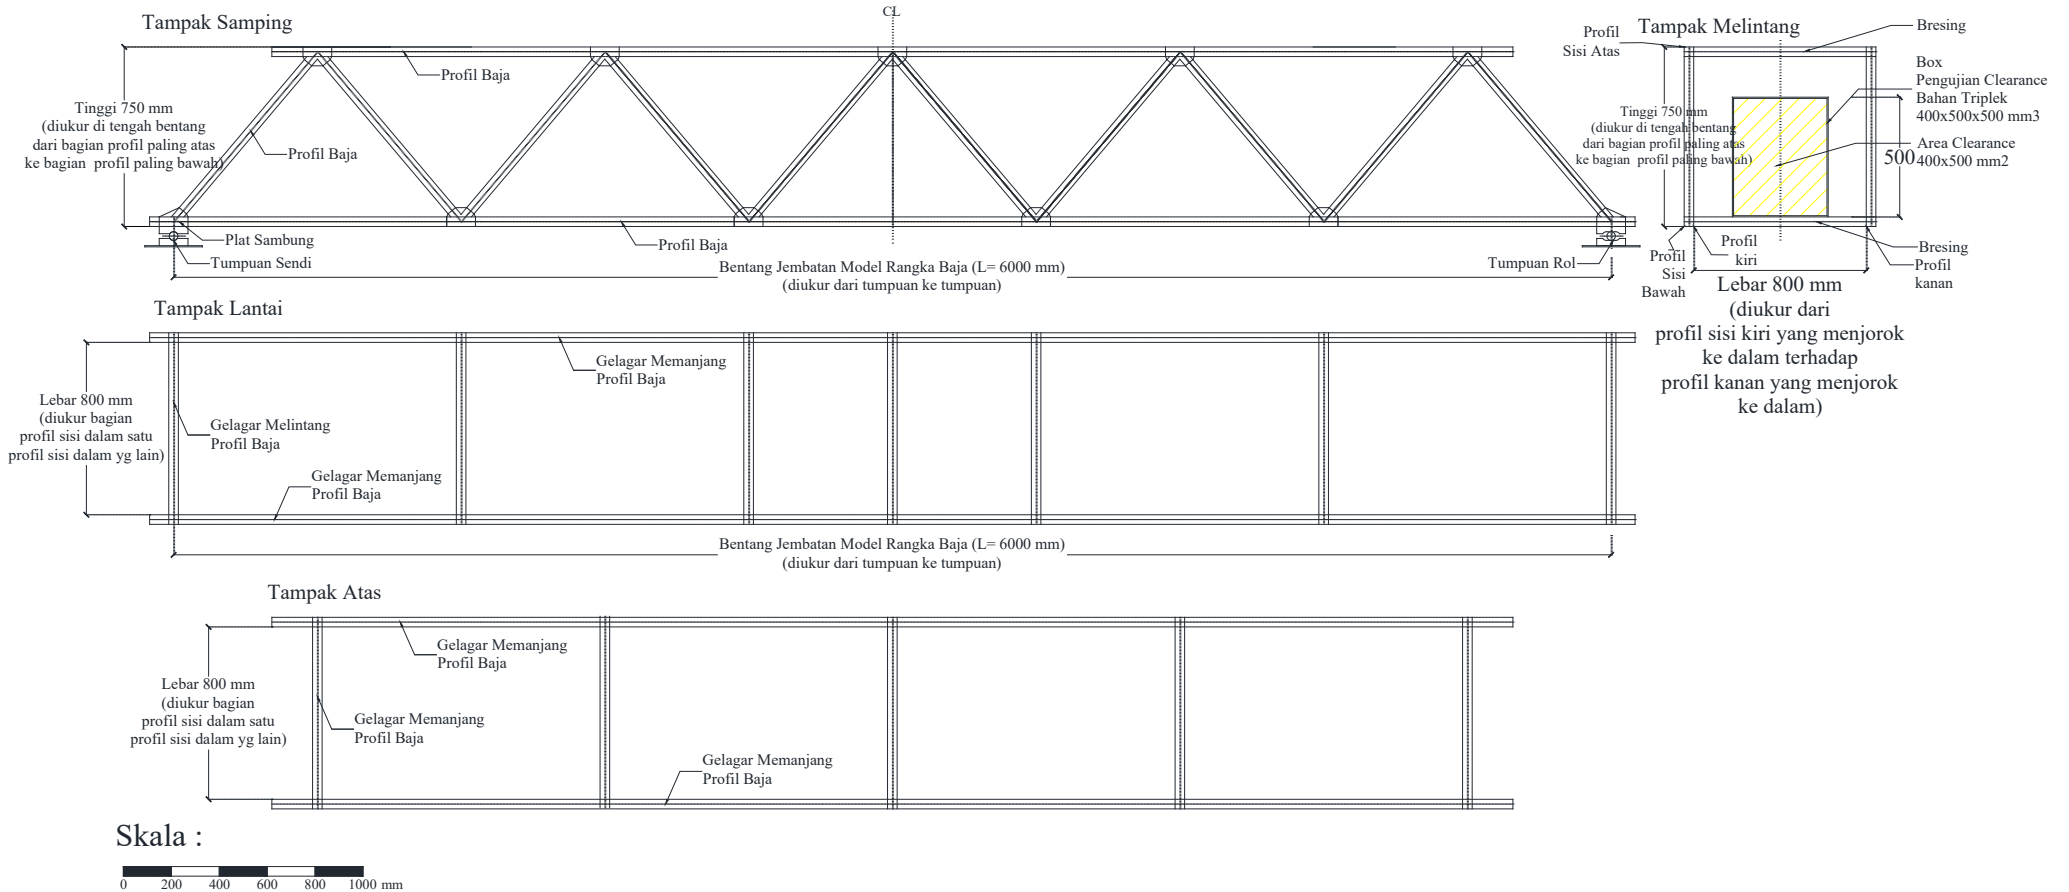 Tampak Samping
CL
Profil Baja
Tinggi 750 mm
(diukur di tengah bentang
dari bagian profil paling atas
ke bagian profil paling bawah)
Profil Baja
Plat Sambung
Tumpuan Sendi
Profil Baja
Tumpuan Rol
Bentang Jembatan Model Rangka Baja (L= 6000 mm)
(diukur dari tumpuan ke tumpuan)
Tampak Melintang
Profil
Sisi Atas
Bresing
Box
Pengujian Clearance
Bahan Triplek
400x500x500 mm3
Tinggi 750 mm
(diukur di tengah bentang
dari bagian profil paling atas
ke bagian profil paling bawah)
Area Clearance
400x500 mm2
500
Profil
kiri
Profil
Sisi
Bawah
Bresing
Profil
kanan
Lebar 800 mm
(diukur dari
profil sisi kiri yang menjorok
ke dalam terhadap
profil kanan yang menjorok
ke dalam)
Tampak Lantai
Gelagar Memanjang
Profil Baja
Lebar 800 mm
(diukur bagian
profil sisi dalam satu
profil sisi dalam yg lain)
Gelagar Melintang
Profil Baja
Gelagar Memanjang
Profil Baja
Bentang Jembatan Model Rangka Baja (L= 6000 mm)
(diukur dari tumpuan ke tumpuan)
Tampak Atas
Gelagar Memanjang
Profil Baja
Lebar 800 mm
(diukur bagian
profil sisi dalam satu
profil sisi dalam yg lain)
Gelagar Memanjang
Profil Baja
Gelagar Memanjang
Profil Baja
Skala :
0 200 400 600 800 1000 mm